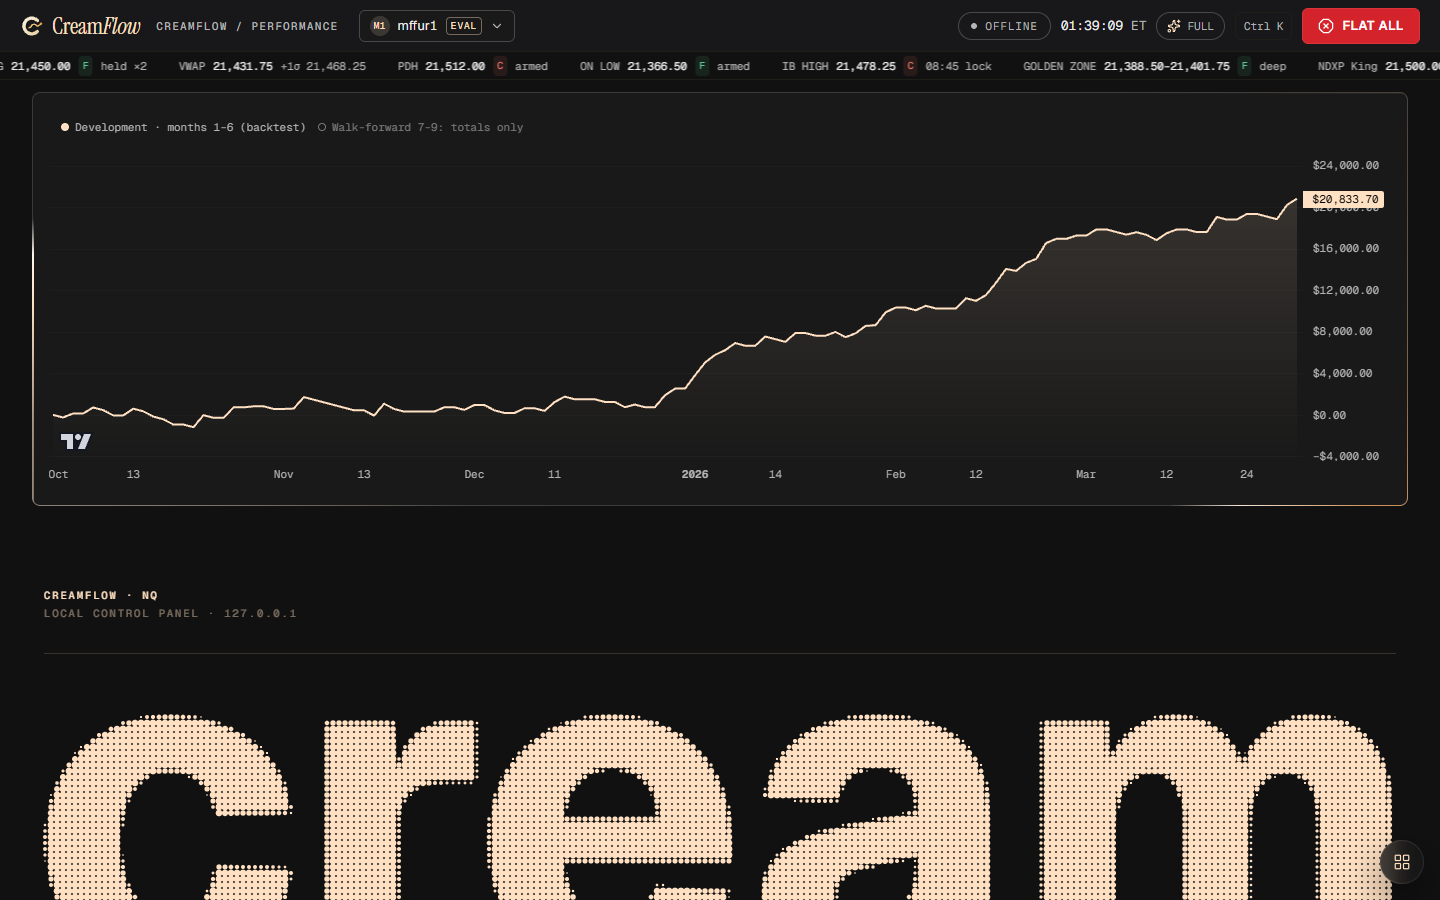 CreamFlow CREAMFLOW / PERFORMANCE M1 mffur1 EVAL OFFLINE 01:39:09 ET FULL Ctrl K FLAT ALL
21,450.00 F held ×2 VWAP 21,431.75 +1σ 21,468.25 PDH 21,512.00 C armed ON LOW 21,366.50 F armed IB HIGH 21,478.25 C 08:45 lock GOLDEN ZONE 21,388.50–21,401.75 F deep NDXP King
Development · months 1–6 (backtest) Walk-forward 7–9: totals only
$24,000.00
$20,833.70
$16,000.00
$12,000.00
$8,000.00
$4,000.00
$0.00
−$4,000.00
Oct 13 Nov 13 Dec 11 2026 14 Feb 12 Mar 12 24
CREAMFLOW · NQ
LOCAL CONTROL PANEL · 127.0.0.1
cream